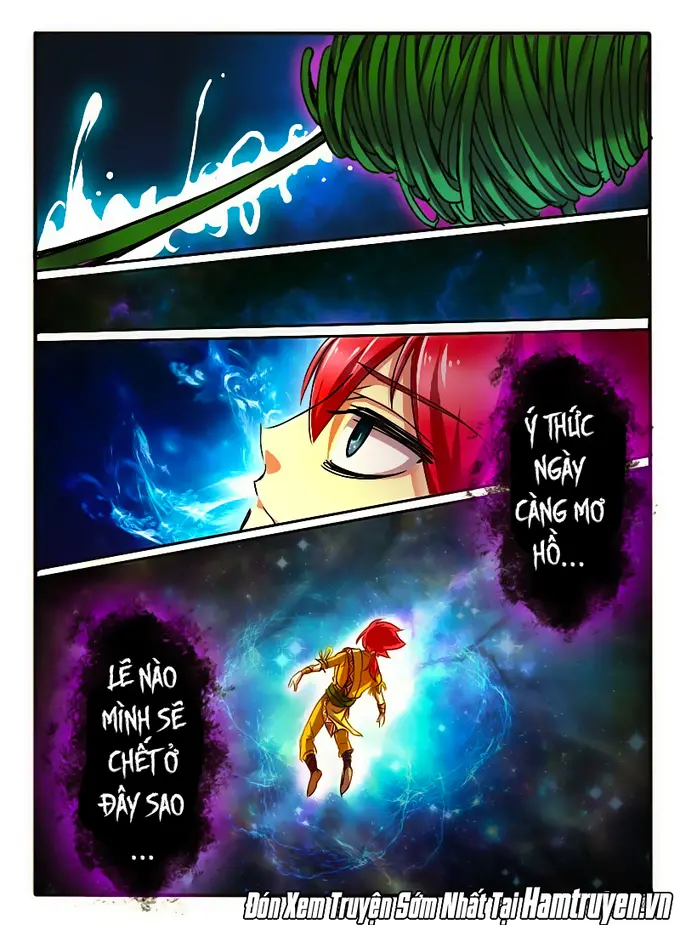 Ý THỨC
NGÀY
CÀNG MƠ
HỒ...
LẼ NÀO
MÌNH SẼ
CHẾT Ở
ĐÂY SAO
...
Đón Xem Truyện Sớm Nhất Tại Hamtruyen.vn